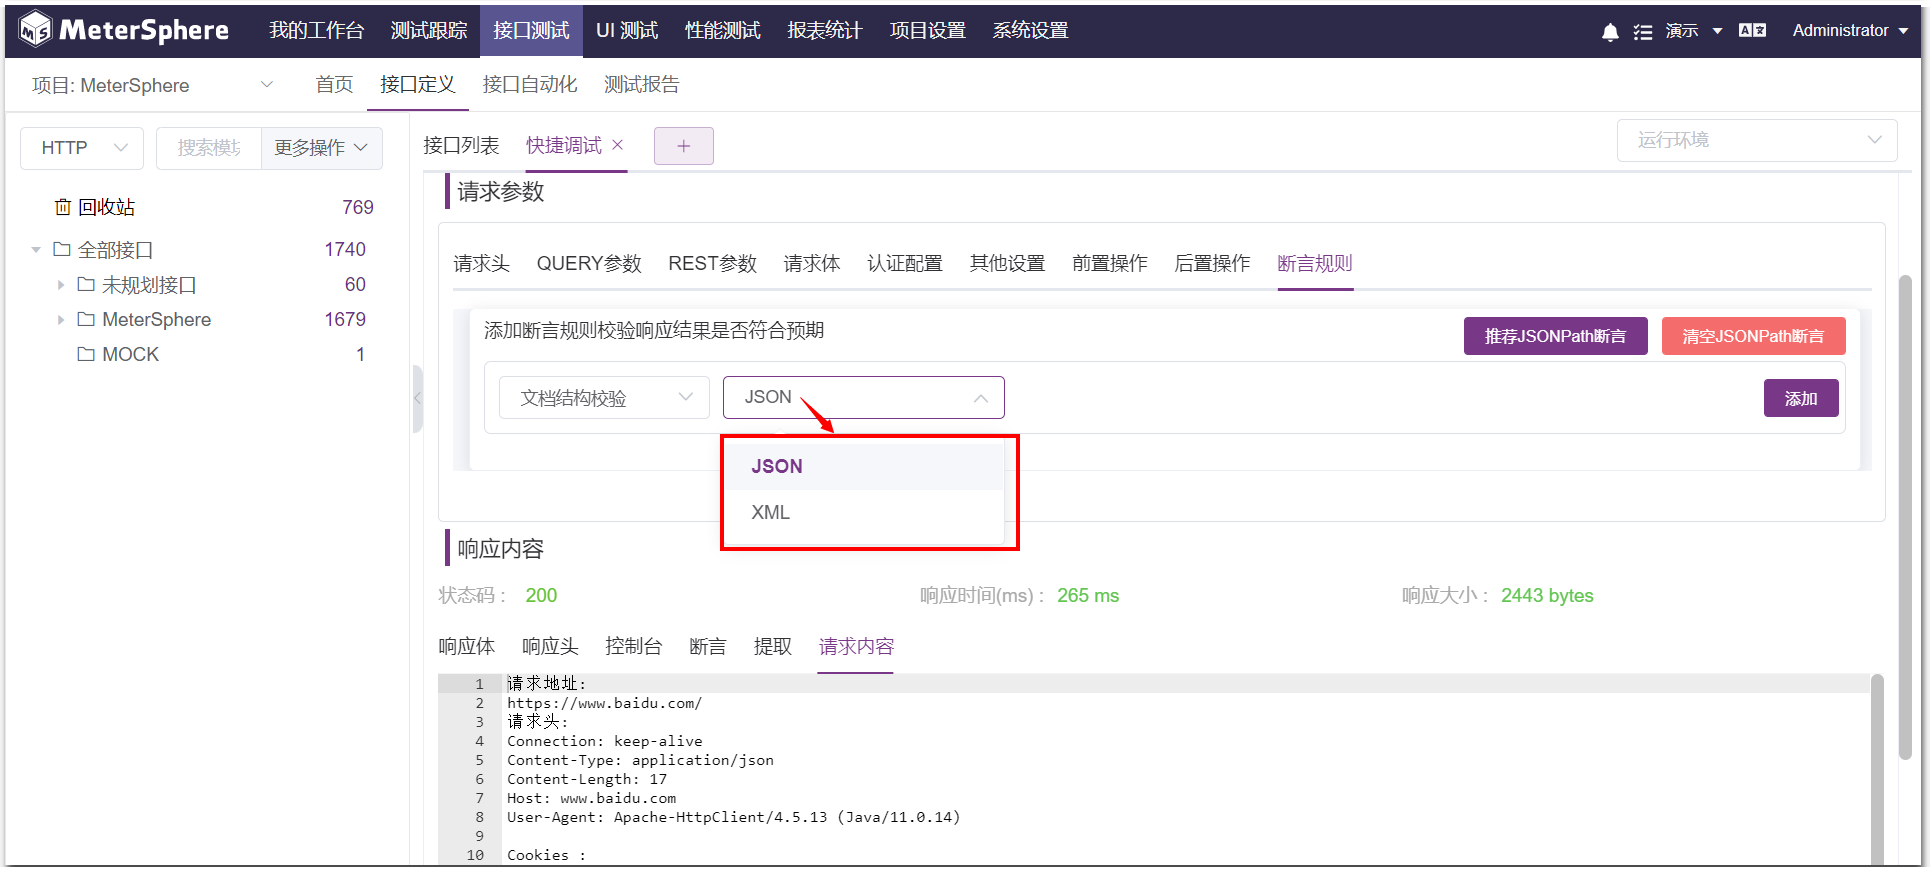 MeterSphere 我的工作台 测试跟踪 接口测试 UI 测试 性能测试 报表统计 项目设置 系统设置 演示 Administrator
项目: MeterSphere 首页 接口定义 接口自动化 测试报告
HTTP 搜索模块 更多操作
接口列表 快捷调试 + 运行环境
回收站 769
全部接口 1740
未规划接口 60
MeterSphere 1679
MOCK 1
请求参数
请求头 QUERY参数 REST参数 请求体 认证配置 其他设置 前置操作 后置操作 断言规则
添加断言规则校验响应结果是否符合预期 推荐JSONPath断言 清空JSONPath断言
文档结构校验 JSON 添加
JSON
XML
响应内容
状态码： 200 响应时间(ms)： 265 ms 响应大小： 2443 bytes
响应体 响应头 控制台 断言 提取 请求内容
1 请求地址:
2 https://www.baidu.com/
3 请求头:
4 Connection: keep-alive
5 Content-Type: application/json
6 Content-Length: 17
7 Host: www.baidu.com
8 User-Agent: Apache-HttpClient/4.5.13 (Java/11.0.14)
9
10 Cookies :